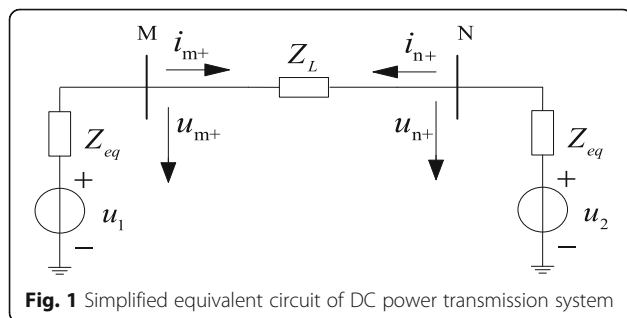 M
N
i_{m+}
Z_L
i_{n+}
u_{m+}
u_{n+}
Z_{eq}
Z_{eq}
+
u_1
−
+
u_2
−
Fig. 1 Simplified equivalent circuit of DC power transmission system